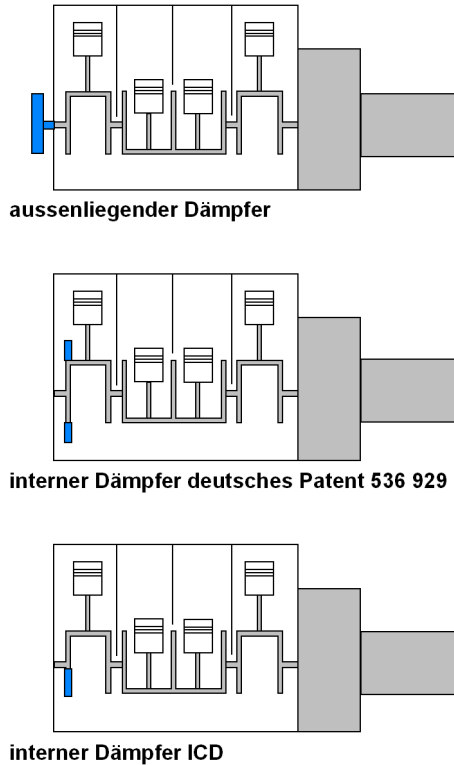 aussenliegender Dämpfer
interner Dämpfer deutsches Patent 536 929
interner Dämpfer ICD